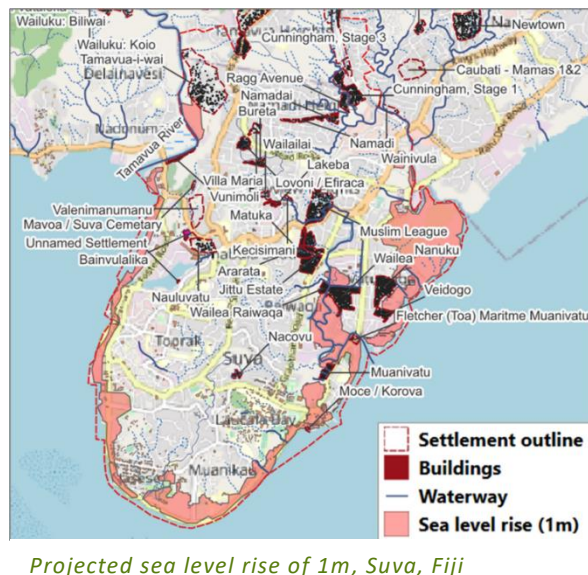 Wailuku: Biliwai
Wailuku: Koio
Tamavua-i-wai
Delainavesi
Cunningham, Stage 3
Newtown
Ragg Avenue
Namadai
Bureta
Caubati - Mamas 1&2
Cunningham, Stage 1
Namadi
Wainivula
Wailailai
Lakeba
Tamavua River
Villa Maria
Lovoni / Efiraca
Vunimoli
Valenimanumanu
Mavoa / Suva Cemetary
Matuka
Muslim League
Unnamed Settlement
Kecisimani
Nanuku
Bainvulalika
Ararata
Wailea
Jittu Estate
Nauluvatu
Veidogo
Wailea Raiwaqa
Fletcher (Toa) Maritme Muanivatu
Toorak
Nacovu
Suva
Muanivatu
Moce / Korova
Laucala Bay
Muanikau
Settlement outline
Buildings
Waterway
Sea level rise (1m)
Projected sea level rise of 1m, Suva, Fiji